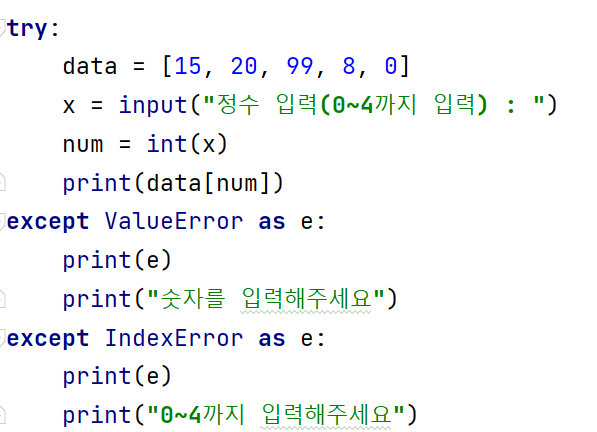 try:
    data = [15, 20, 99, 8, 0]
    x = input("정수 입력(0~4까지 입력) : ")
    num = int(x)
    print(data[num])
except ValueError as e:
    print(e)
    print("숫자를 입력해주세요")
except IndexError as e:
    print(e)
    print("0~4까지 입력해주세요")